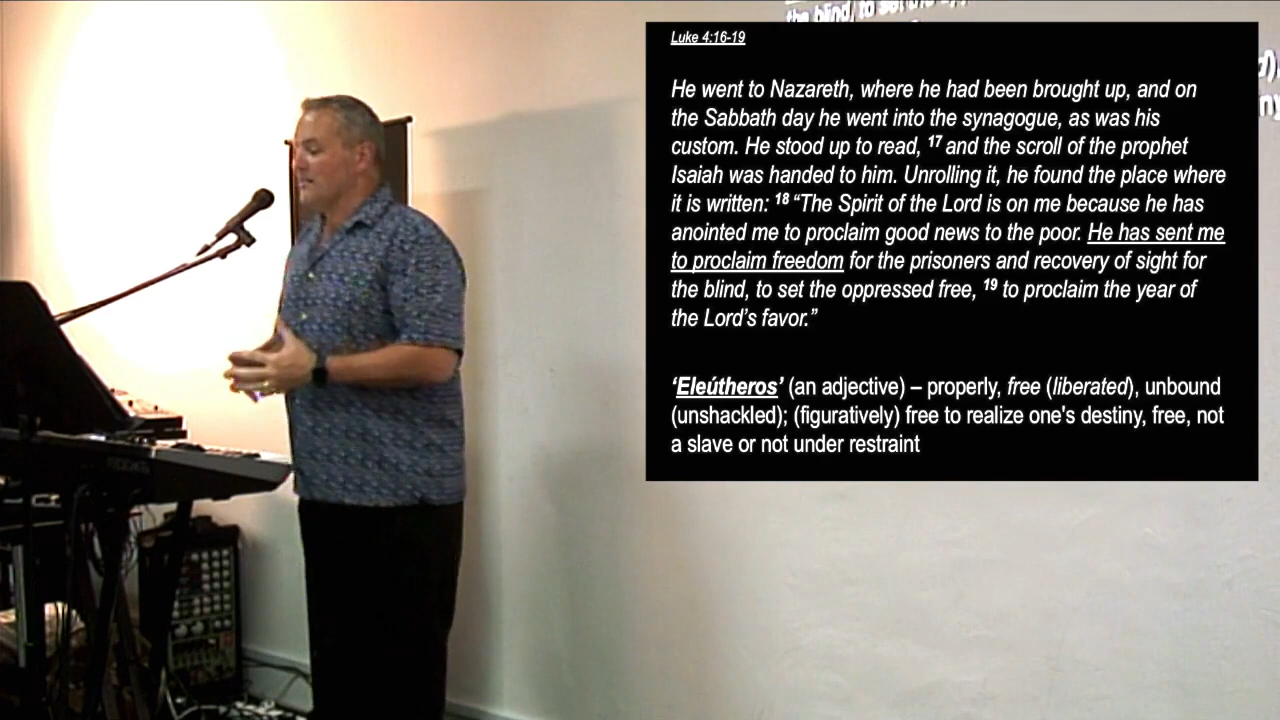 the blind, to set the
Luke 4:16-19
He went to Nazareth, where he had been brought up, and on
the Sabbath day he went into the synagogue, as was his
custom. He stood up to read, 17 and the scroll of the prophet
Isaiah was handed to him. Unrolling it, he found the place where
it is written: 18 “The Spirit of the Lord is on me because he has
anointed me to proclaim good news to the poor. He has sent me
to proclaim freedom for the prisoners and recovery of sight for
the blind, to set the oppressed free, 19 to proclaim the year of
the Lord’s favor.”
‘Eleútheros’ (an adjective) – properly, free (liberated), unbound
(unshackled); (figuratively) free to realize one's destiny, free, not
a slave or not under restraint